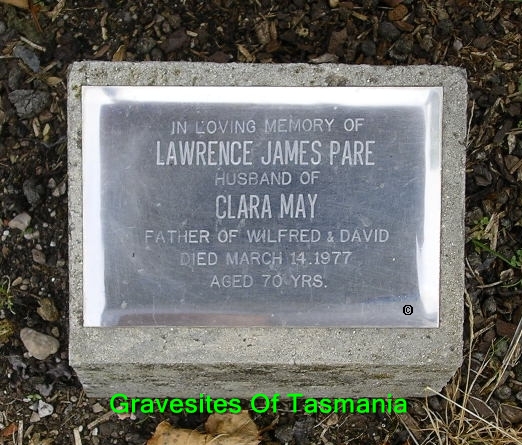 IN LOVING MEMORY OF
LAWRENCE JAMES PARE
HUSBAND OF
CLARA MAY
FATHER OF WILFRED & DAVID
DIED MARCH 14.1977
AGED 70 YRS.
©
Gravesites Of Tasmania